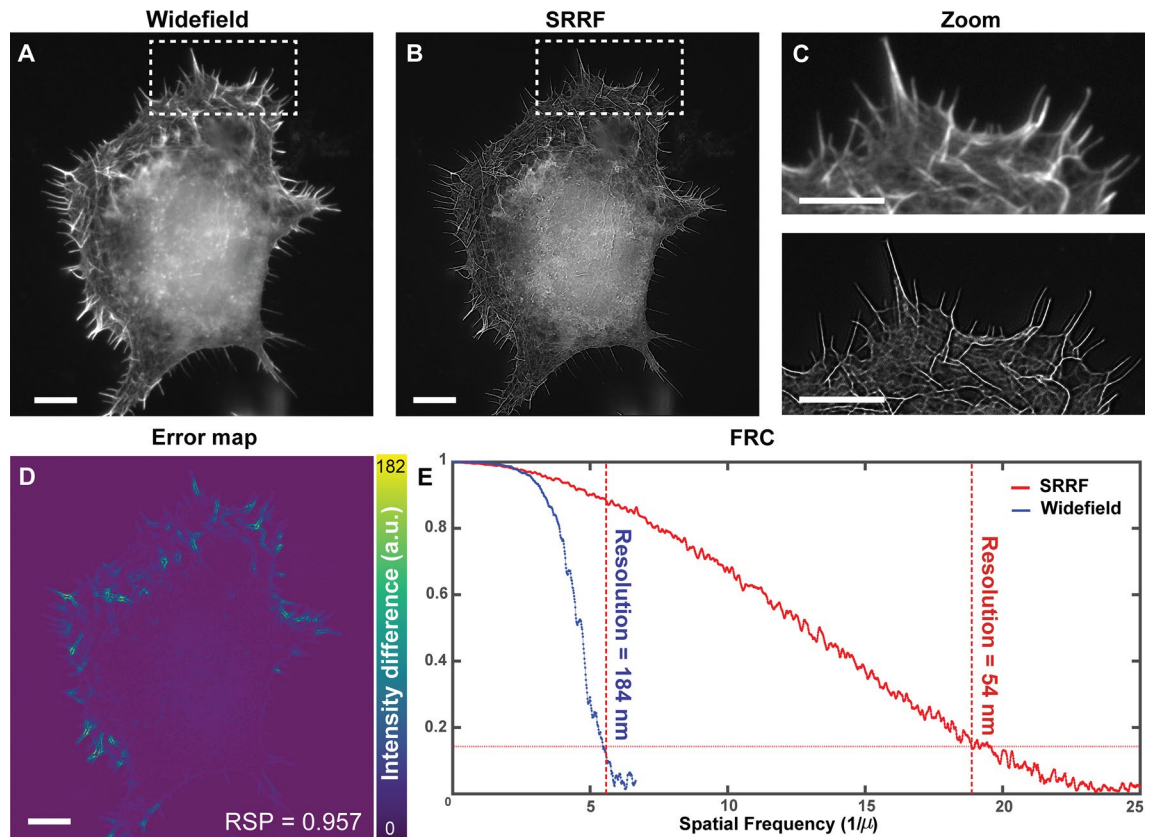 Widefield
SRRF
Zoom
A
B
C
Error map
FRC
D
182
Intensity difference (a.u.)
0
RSP = 0.957
E
1
0.8
0.6
0.4
0.2
0
5
10
15
20
25
Spatial Frequency (1/μ)
Resolution = 184 nm
Resolution = 54 nm
SRRF
Widefield